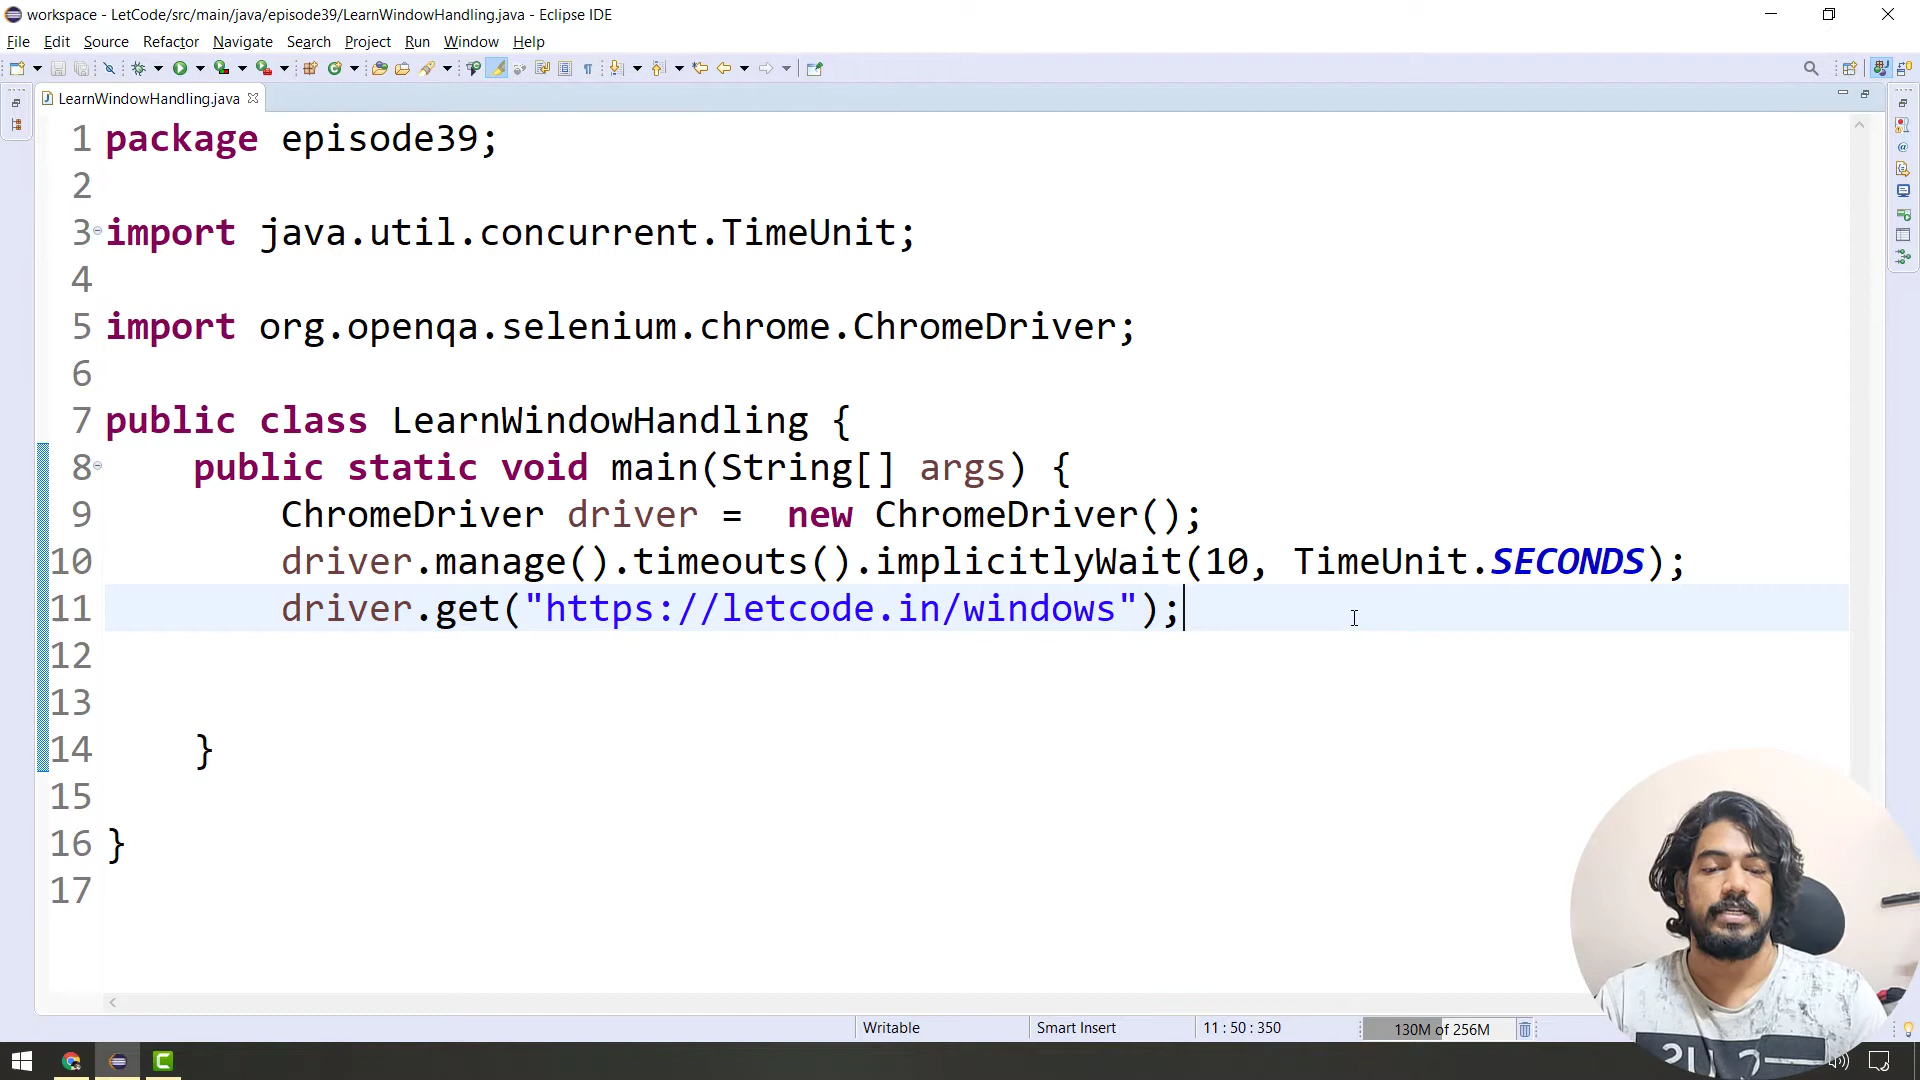 workspace - LetCode/src/main/java/episode39/LearnWindowHandling.java - Eclipse IDE
File Edit Source Refactor Navigate Search Project Run Window Help
LearnWindowHandling.java
1 package episode39;
2
3 import java.util.concurrent.TimeUnit;
4
5 import org.openqa.selenium.chrome.ChromeDriver;
6
7 public class LearnWindowHandling {
8 public static void main(String[] args) {
9 ChromeDriver driver = new ChromeDriver();
10 driver.manage().timeouts().implicitlyWait(10, TimeUnit.SECONDS);
11 driver.get("https://letcode.in/windows");
12
13
14 }
15
16 }
17
Writable Smart Insert 11 : 50 : 350 130M of 256M